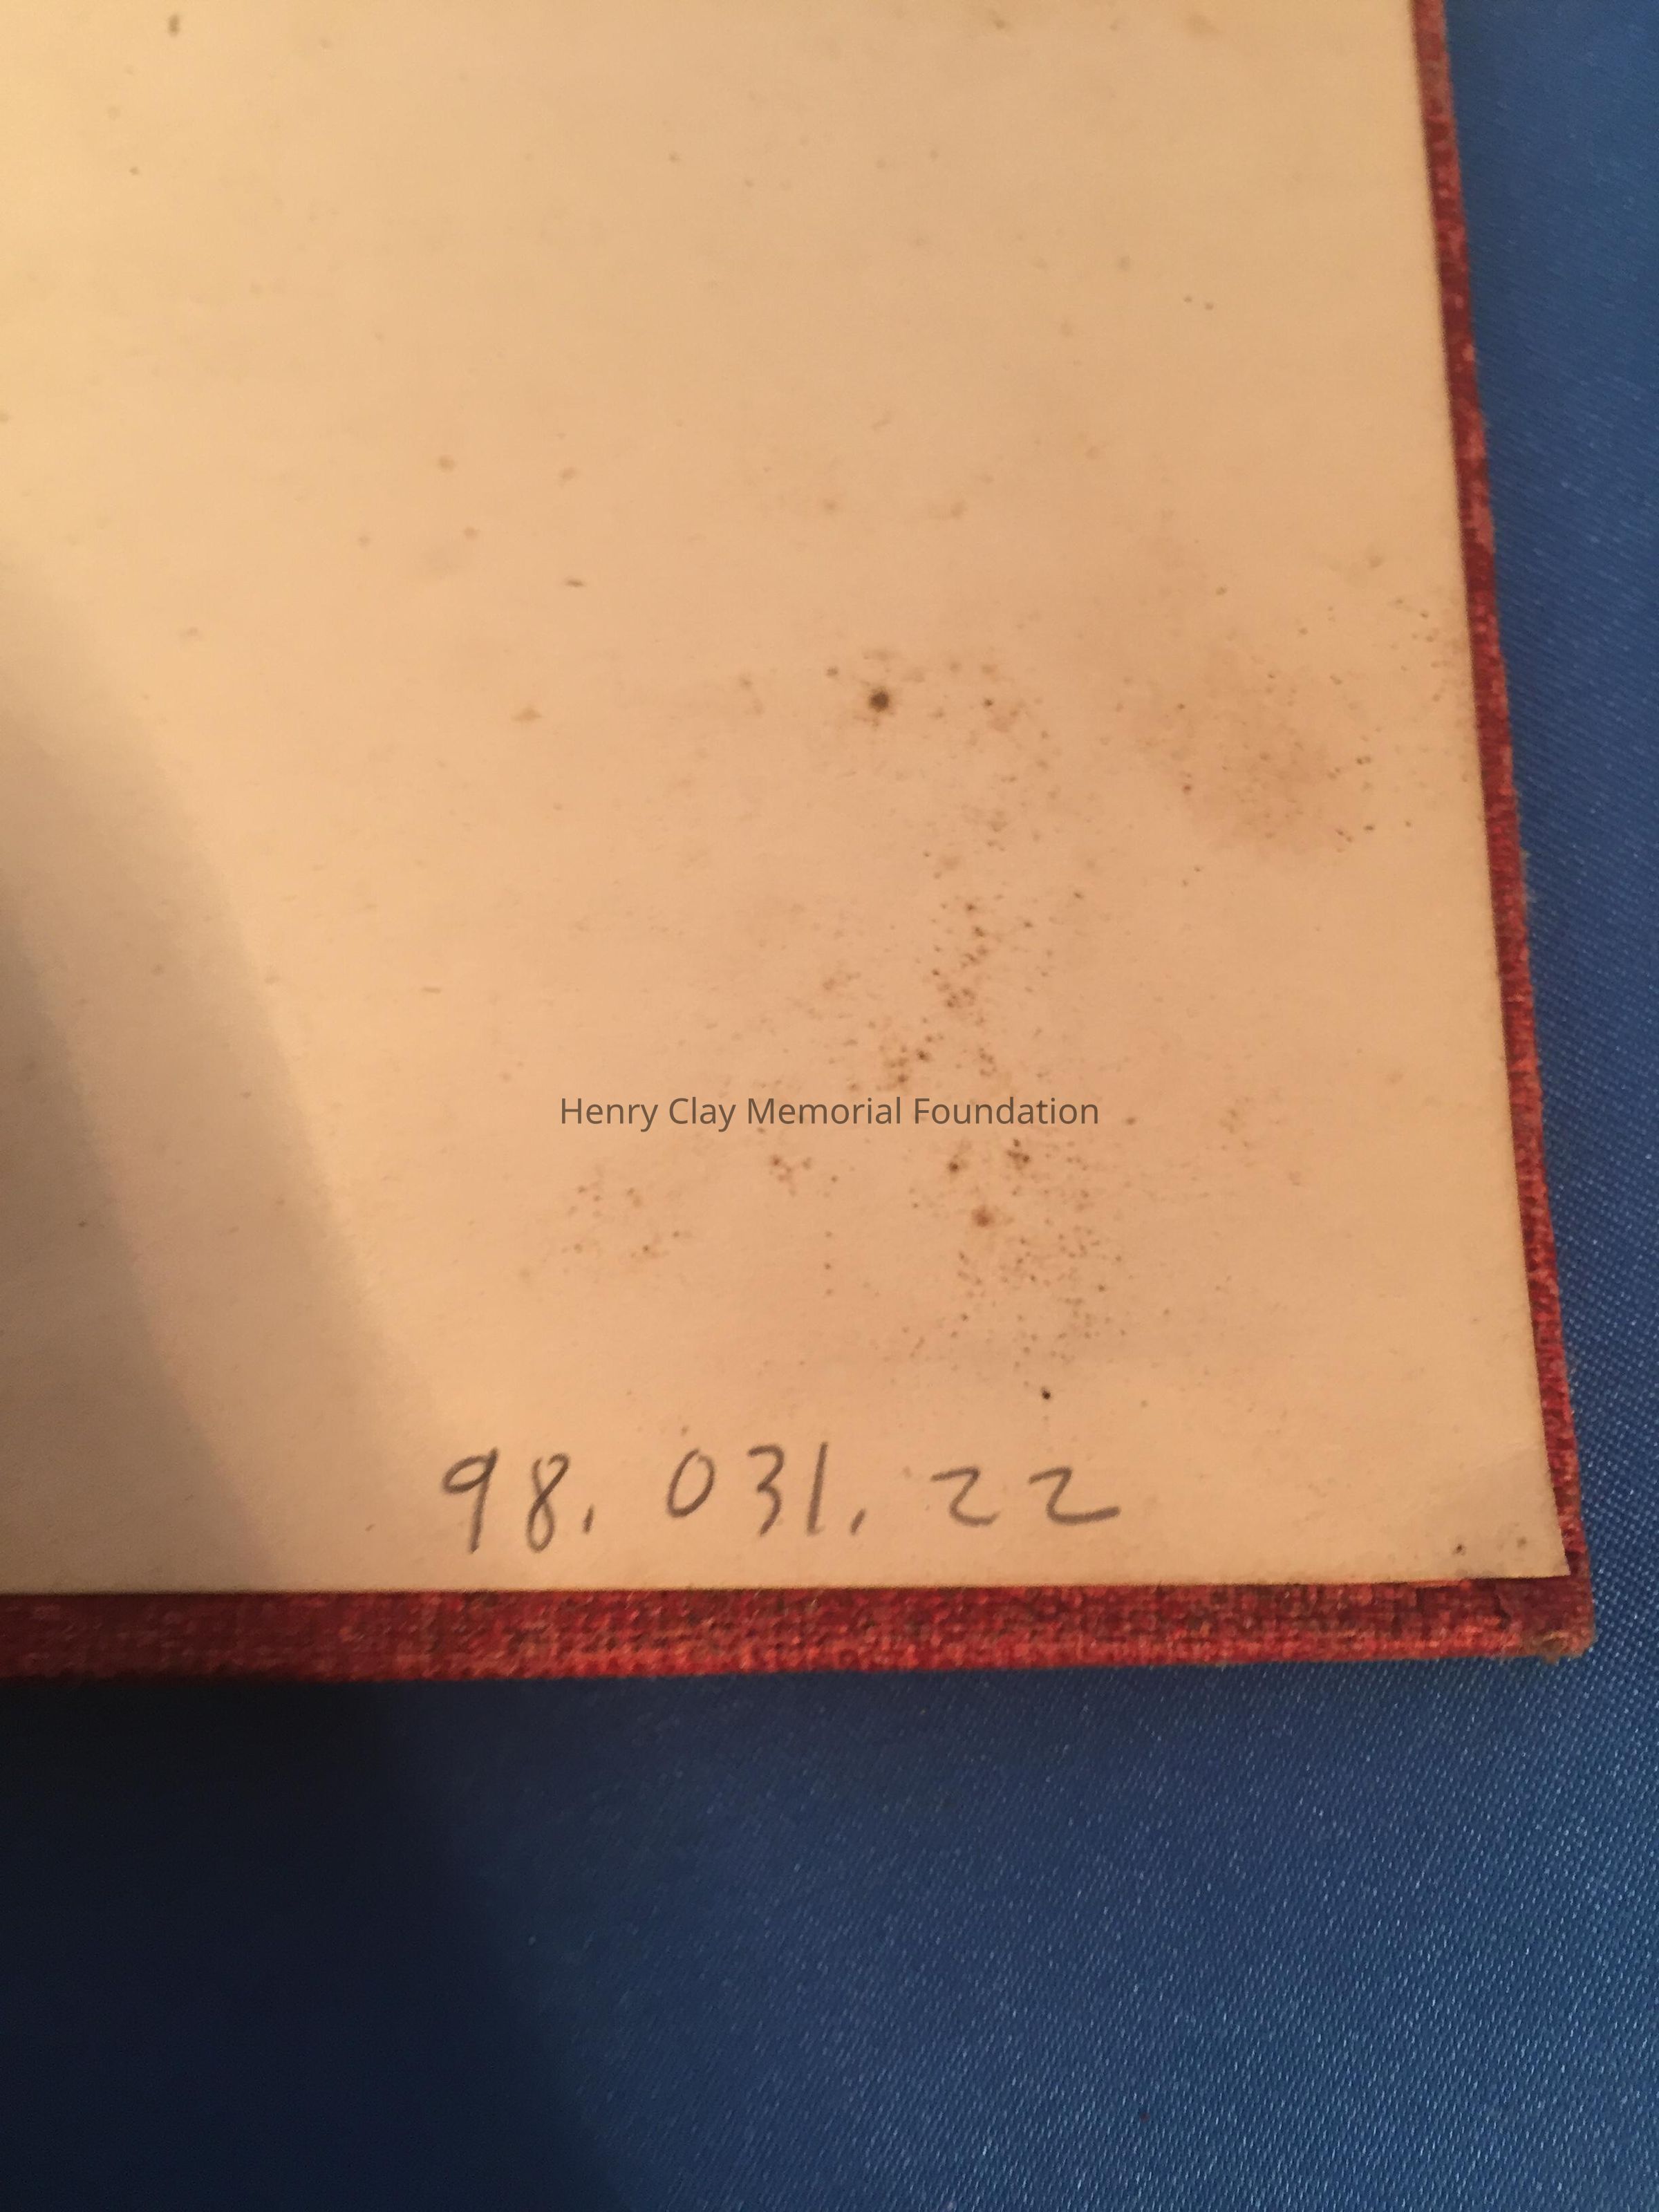 Henry Clay Memorial Foundation
98. 031. 22